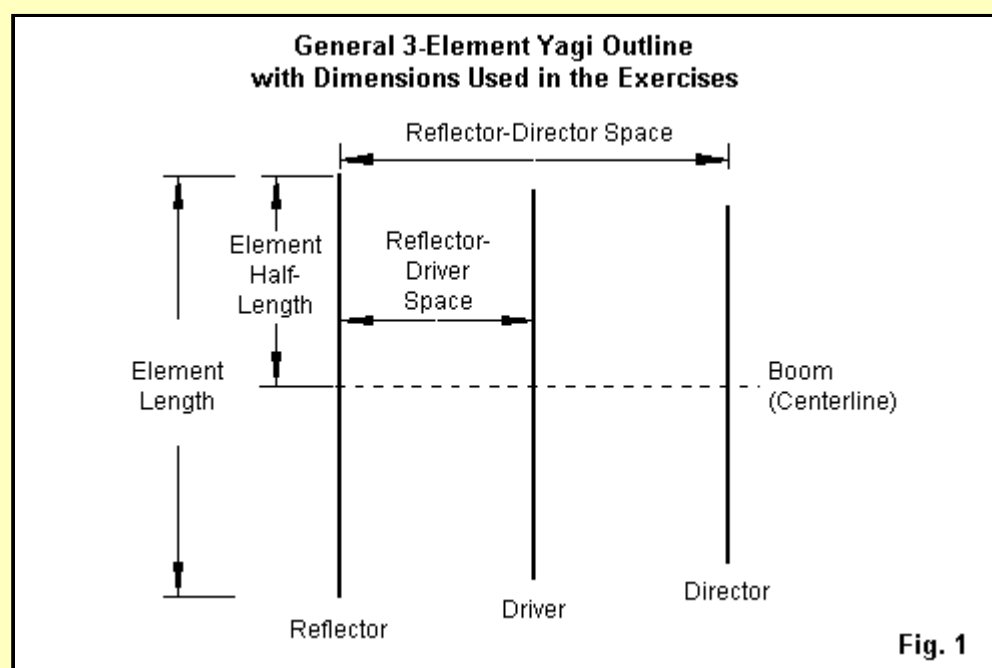 General 3-Element Yagi Outline
with Dimensions Used in the Exercises
Reflector-Director Space
Element
Half-
Length
Reflector-
Driver
Space
Element
Length
Boom
(Centerline)
Reflector
Driver
Director
Fig. 1